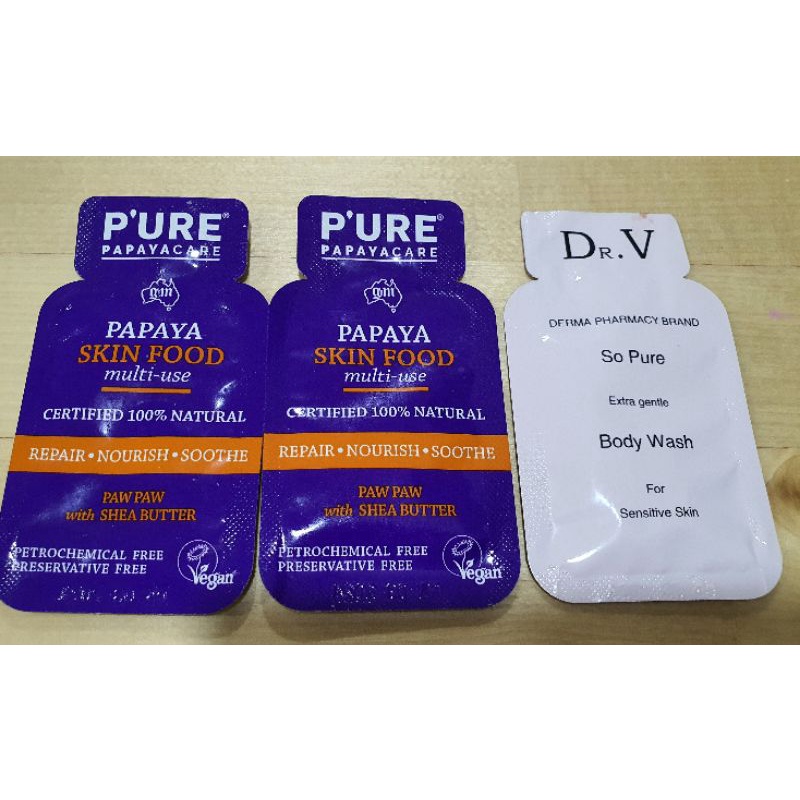 P'URE®
PAPAYACARE
gm
PAPAYA
SKIN FOOD
multi-use
CERTIFIED 100% NATURAL
REPAIR • NOURISH • SOOTHE
PAW PAW
with SHEA BUTTER
PETROCHEMICAL FREE
PRESERVATIVE FREE
Vegan
P'URE®
PAPAYACARE
gm
PAPAYA
SKIN FOOD
multi-use
CERTIFIED 100% NATURAL
REPAIR • NOURISH • SOOTHE
PAW PAW
with SHEA BUTTER
PETROCHEMICAL FREE
PRESERVATIVE FREE
Vegan
DR.V
DERMA PHARMACY BRAND
So Pure
Extra gentle
Body Wash
For
Sensitive Skin